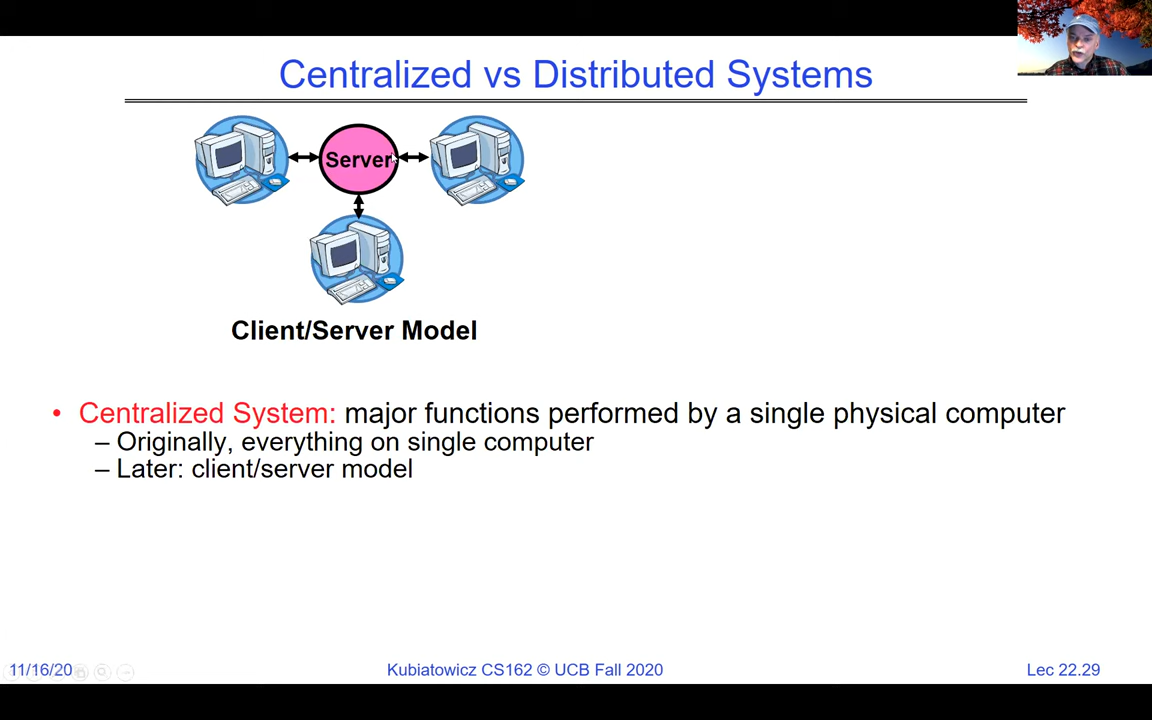 Centralized vs Distributed Systems
Server
Client/Server Model
• Centralized System: major functions performed by a single physical computer
– Originally, everything on single computer
– Later: client/server model
11/16/20
Kubiatowicz CS162 © UCB Fall 2020
Lec 22.29